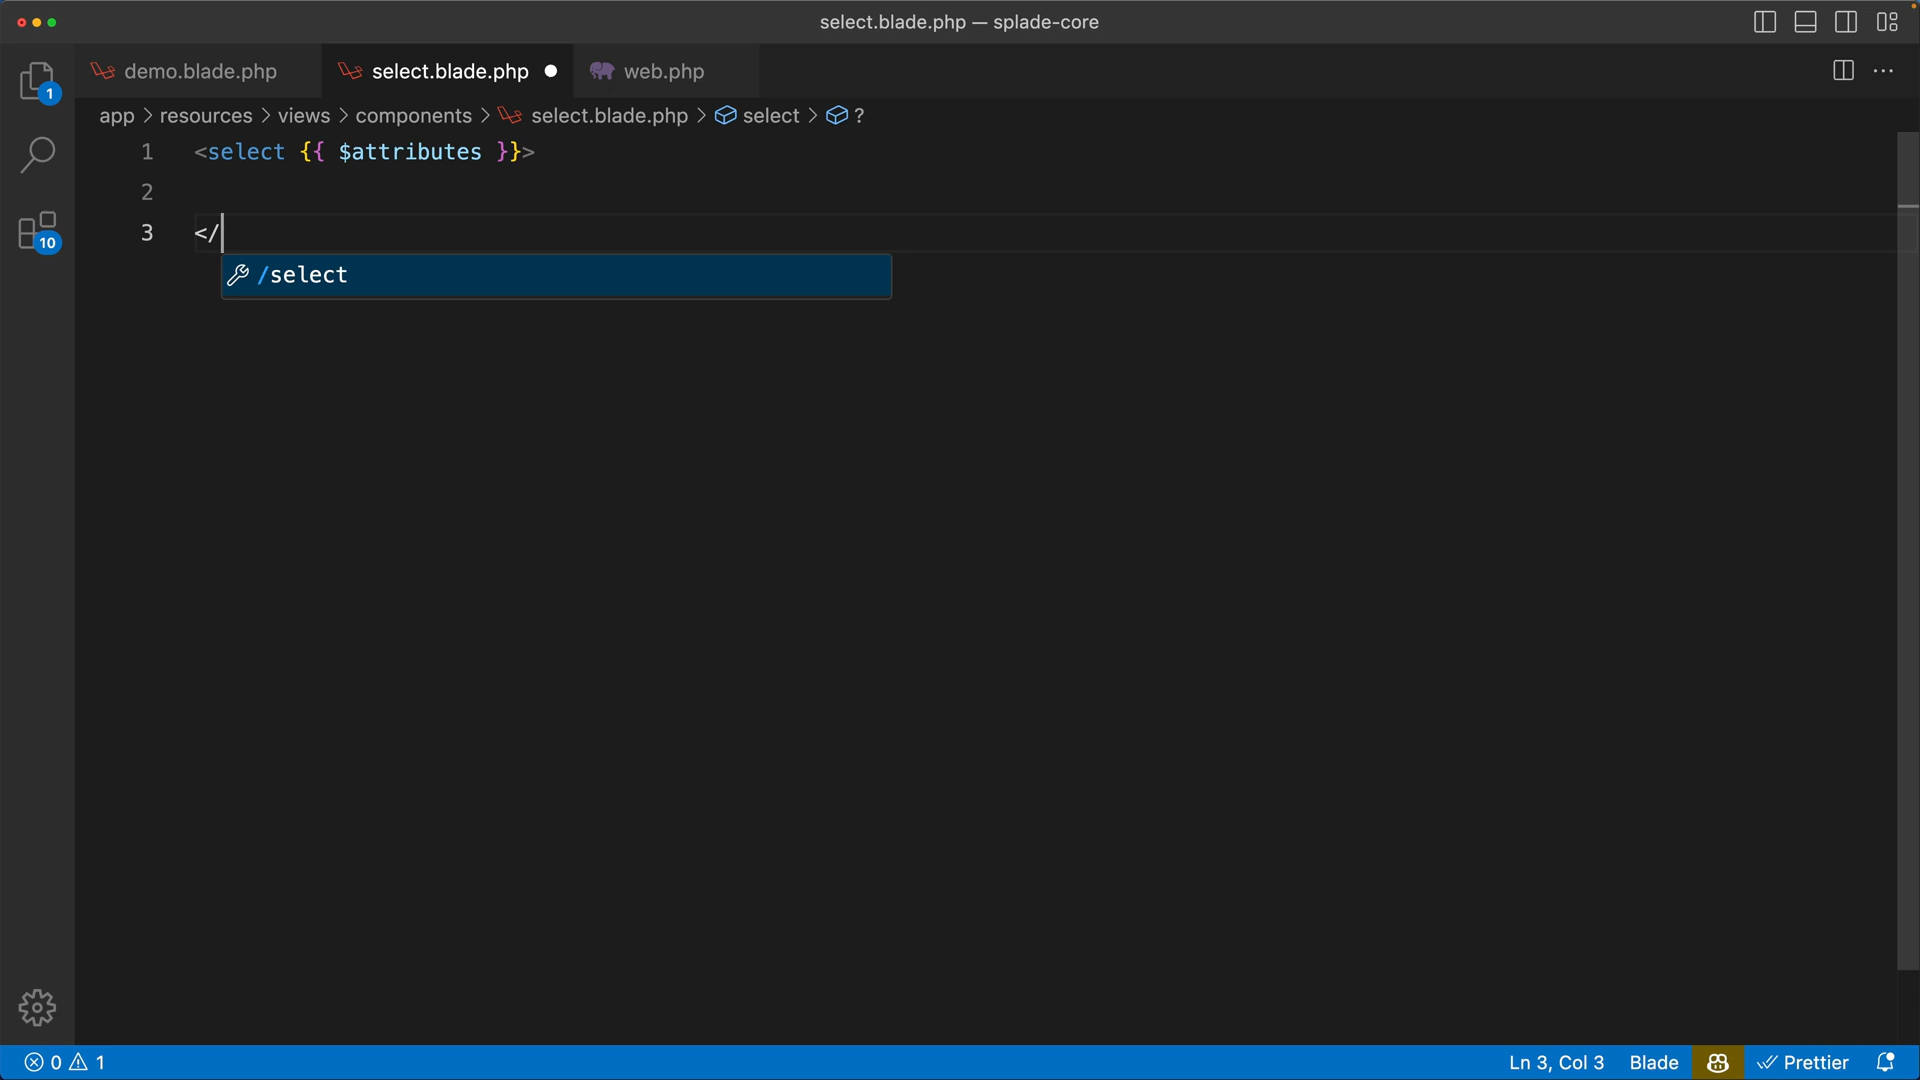 select.blade.php — splade-core
demo.blade.php
select.blade.php
web.php
1
app > resources > views > components > select.blade.php > select > ?
1 <select {{ $attributes }}>
2
3 </
/select
10
0 1
Ln 3, Col 3
Blade
Prettier